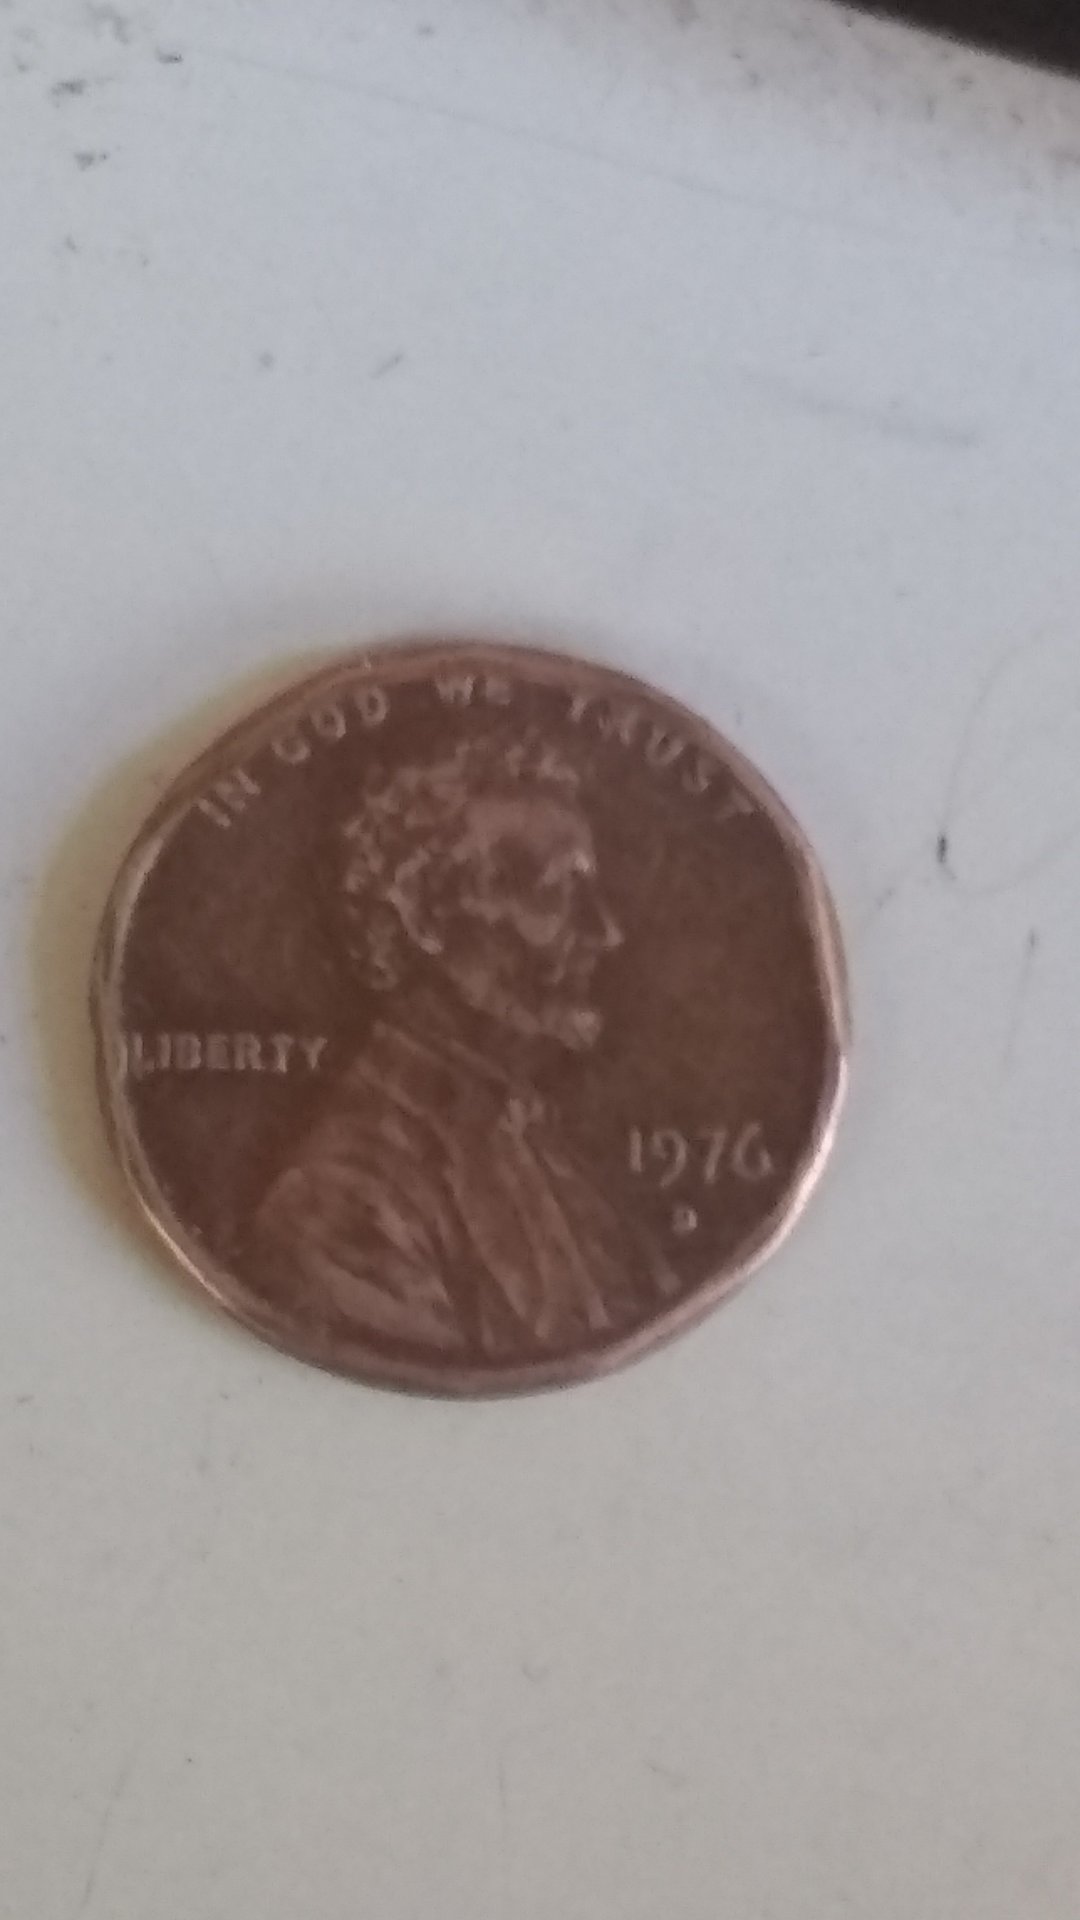 IN GOD WE TRUST
LIBERTY
1976
D